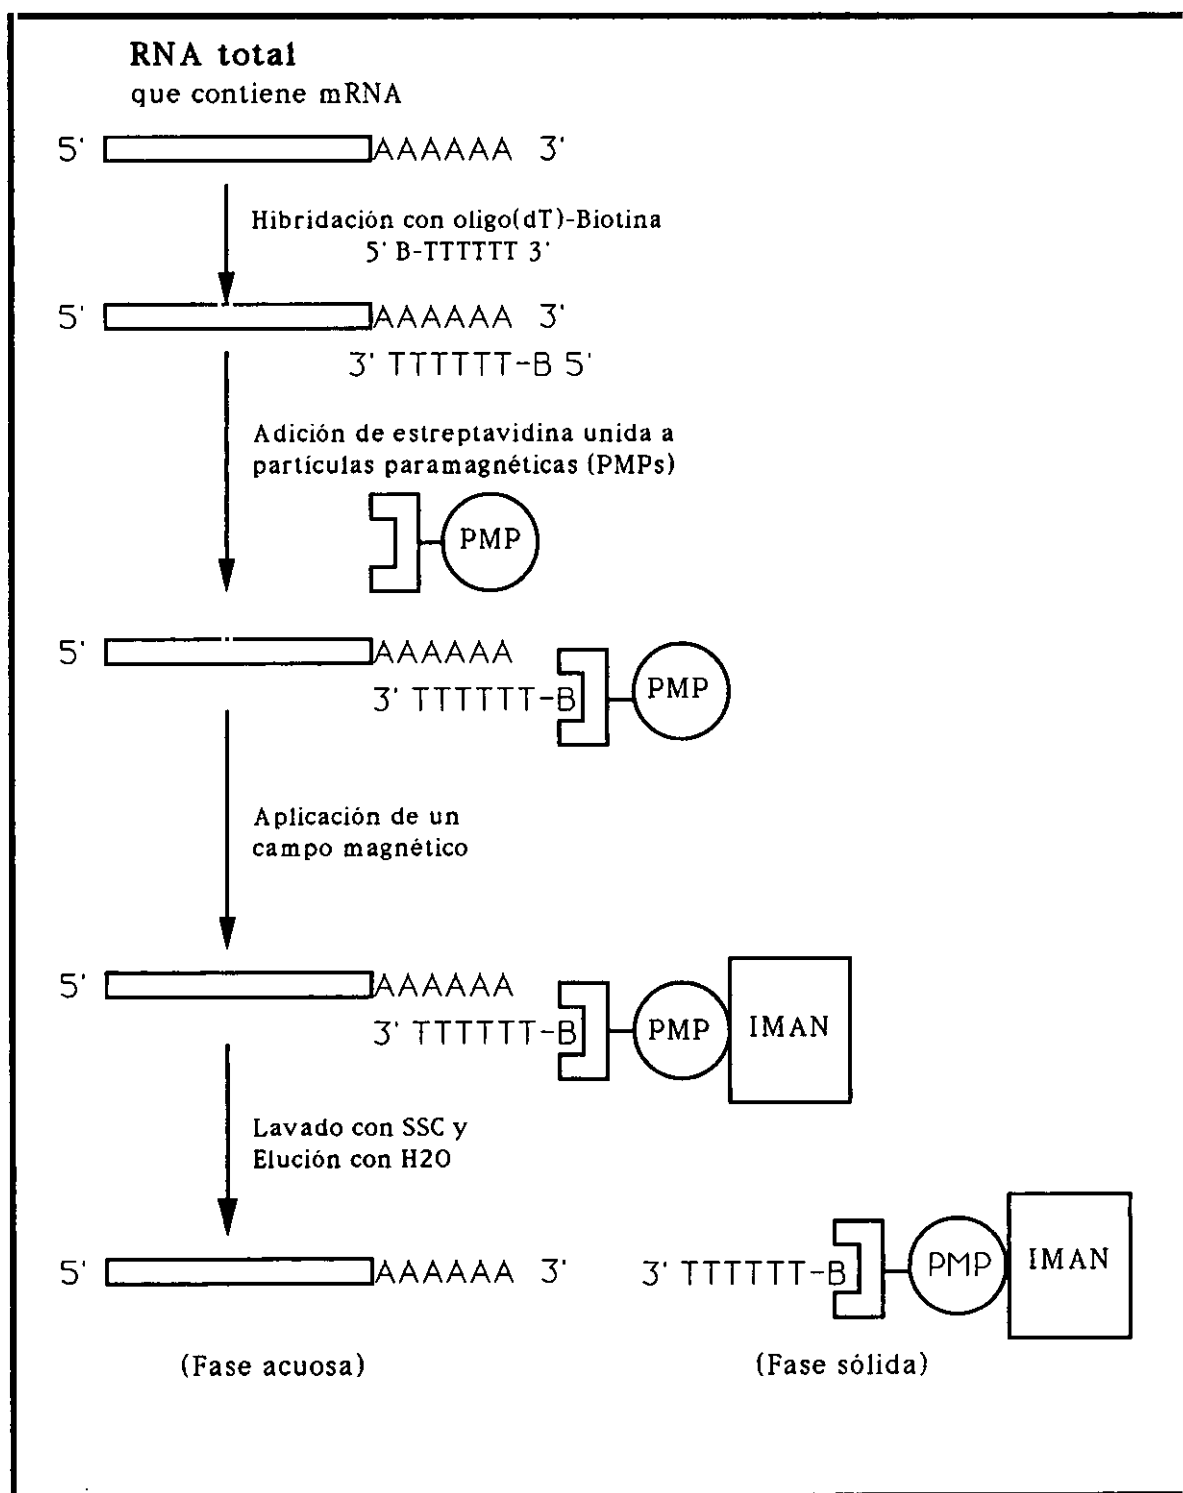 RNA total
que contiene mRNA
5' AAAAAA 3'
Hibridación con oligo(dT)-Biotina
5' B-TTTTTT 3'
5' AAAAAA 3'
3' TTTTTT-B 5'
Adición de estreptavidina unida a
partículas paramagnéticas (PMPs)
PMP
5' AAAAAA
3' TTTTTT-B PMP
Aplicación de un
campo magnético
5' AAAAAA
3' TTTTTT-B PMP IMAN
Lavado con SSC y
Elución con H2O
5' AAAAAA 3' 3' TTTTTT-B PMP IMAN
(Fase acuosa) (Fase sólida)